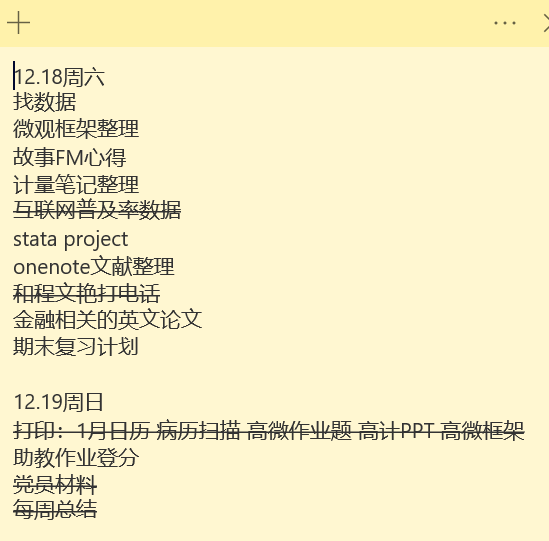 12.18周六
找数据
微观框架整理
故事FM心得
计量笔记整理
互联网普及率数据
stata project
onenote文献整理
和程文艳打电话
金融相关的英文论文
期末复习计划
12.19周日
打印：1月日历 病历扫描 高微作业题 高计PPT 高微框架
助教作业登分
党员材料
每周总结